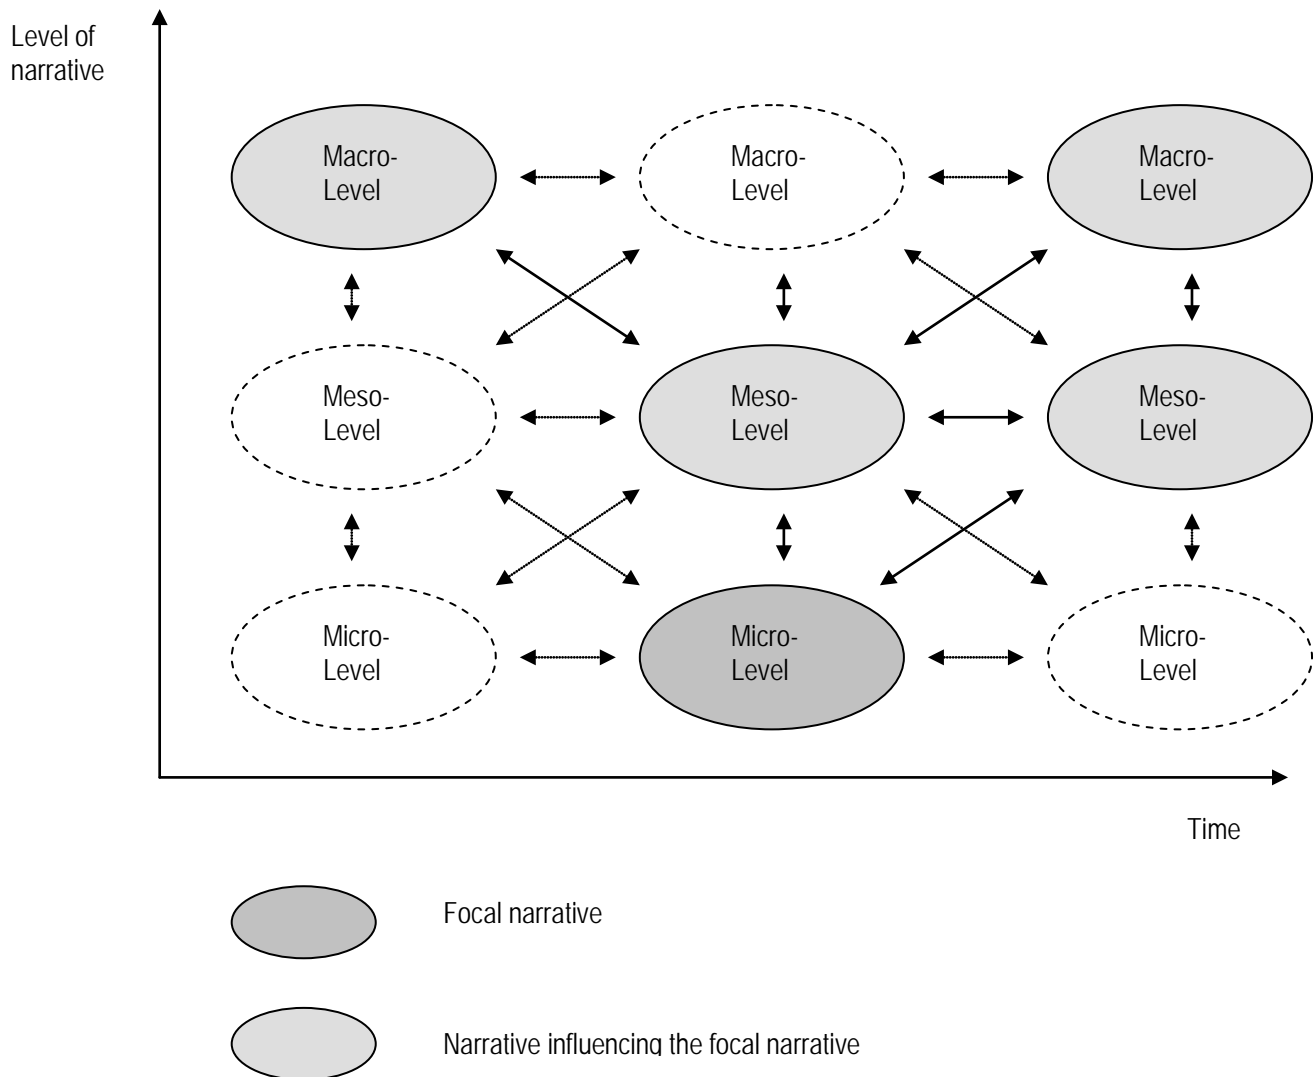 Level of
narrative
Macro-
Level
Macro-
Level
Macro-
Level
Meso-
Level
Meso-
Level
Meso-
Level
Micro-
Level
Micro-
Level
Micro-
Level
Time
Focal narrative
Narrative influencing the focal narrative